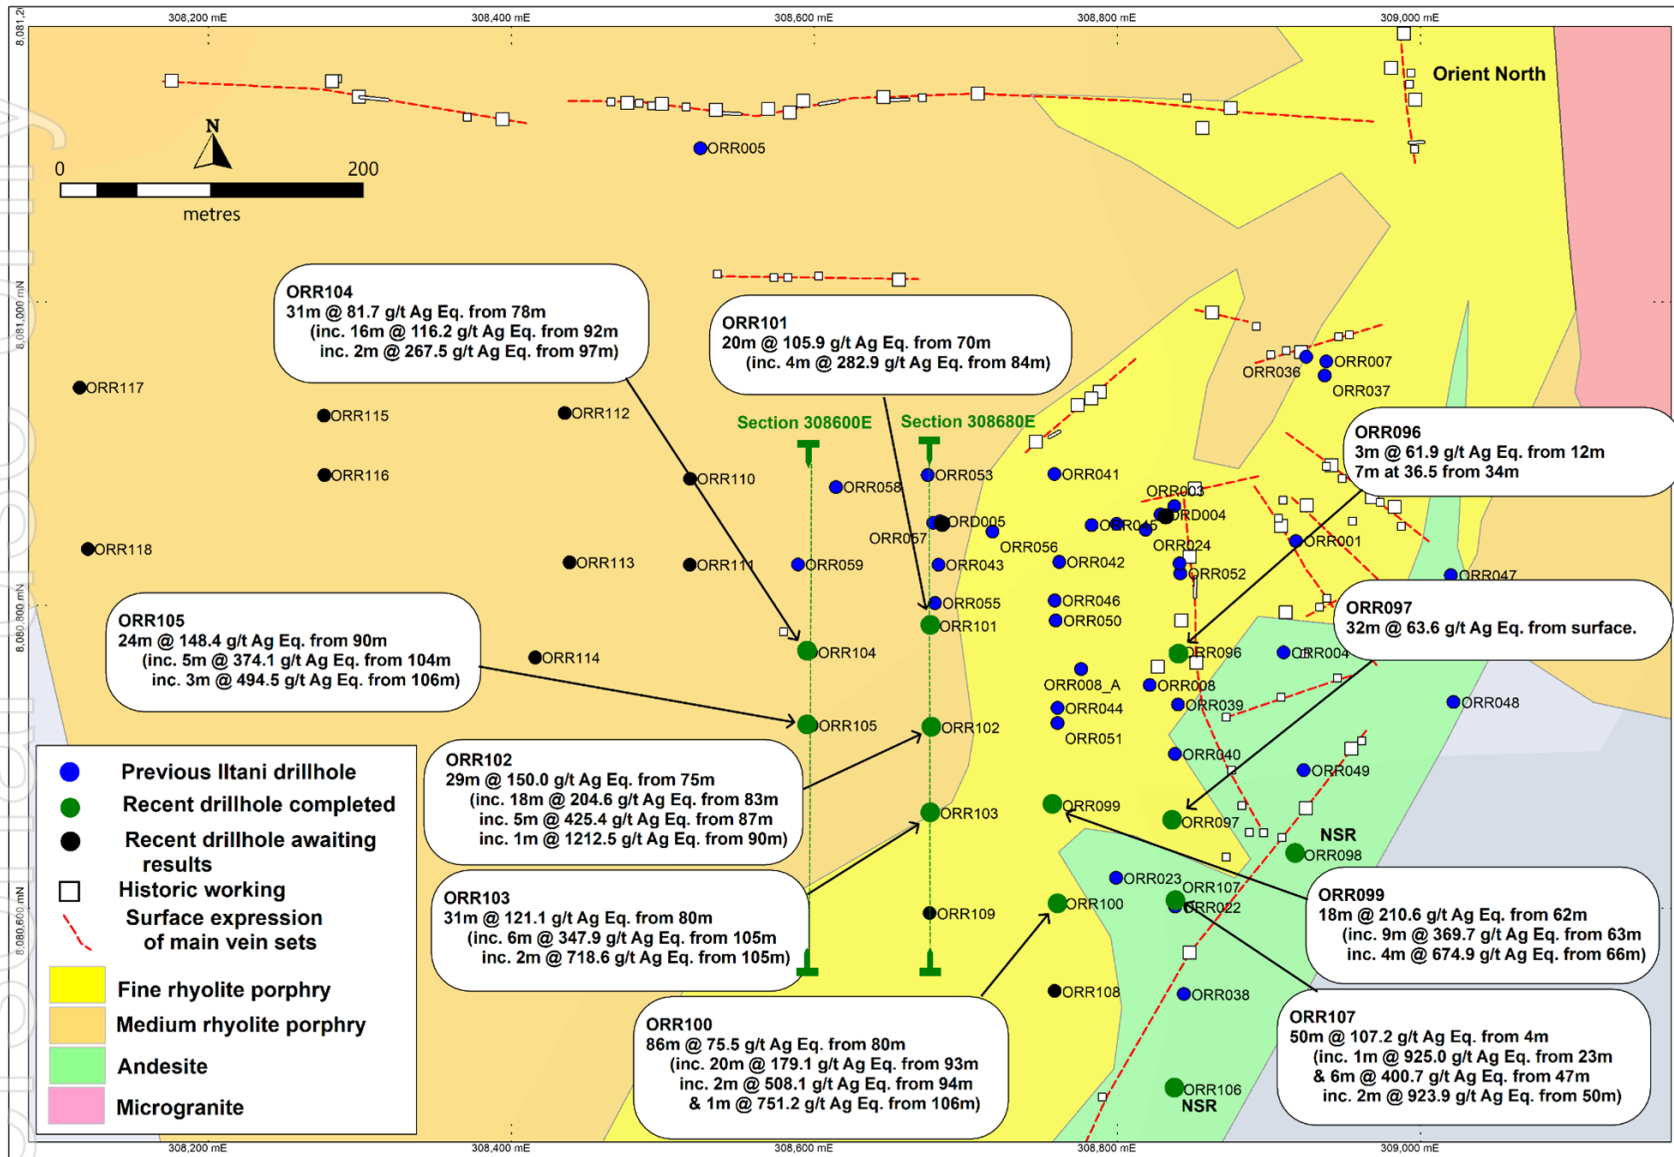 308,200 mE
308,400 mE
308,600 mE
308,800 mE
309,000 mE
Orient North
N
0
200
metres
ORR005
8,081,000 mN
ORR104
31m @ 81.7 g/t Ag Eq. from 78m
(inc. 16m @ 116.2 g/t Ag Eq. from 92m
inc. 2m @ 267.5 g/t Ag Eq. from 97m)
ORR101
20m @ 105.9 g/t Ag Eq. from 70m
(inc. 4m @ 282.9 g/t Ag Eq. from 84m)
ORR036
ORR007
ORR037
ORR117
ORR115
ORR112
Section 308600E
Section 308680E
ORR096
3m @ 61.9 g/t Ag Eq. from 12m
7m at 36.5 from 34m
ORR116
ORR110
ORR058
ORR053
ORR041
ORR003
ORD004
ORD005
ORR057
ORR056
ORR045
ORR024
ORR001
ORR118
ORR113
ORR111
ORR059
ORR043
ORR042
ORR052
ORR047
8,080,800 mN
ORR055
ORR046
ORR050
ORR097
32m @ 63.6 g/t Ag Eq. from surface.
ORR105
24m @ 148.4 g/t Ag Eq. from 90m
(inc. 5m @ 374.1 g/t Ag Eq. from 104m
inc. 3m @ 494.5 g/t Ag Eq. from 106m)
ORR101
ORR114
ORR104
ORR096
ORR004
ORR008_A
ORR008
ORR044
ORR039
ORR048
ORR051
ORR105
ORR102
ORR040
ORR049
Previous Iltani drillhole
Recent drillhole completed
Recent drillhole awaiting
results
Historic working
Surface expression
of main vein sets
Fine rhyolite porphry
Medium rhyolite porphry
Andesite
Microgranite
ORR102
29m @ 150.0 g/t Ag Eq. from 75m
(inc. 18m @ 204.6 g/t Ag Eq. from 83m
inc. 5m @ 425.4 g/t Ag Eq. from 87m
inc. 1m @ 1212.5 g/t Ag Eq. from 90m)
ORR103
ORR099
ORR097
NSR
ORR098
ORR103
31m @ 121.1 g/t Ag Eq. from 80m
(inc. 6m @ 347.9 g/t Ag Eq. from 105m
inc. 2m @ 718.6 g/t Ag Eq. from 105m)
ORR023
ORR107
ORR022
ORR109
ORR100
8,080,600 mN
ORR099
18m @ 210.6 g/t Ag Eq. from 62m
(inc. 9m @ 369.7 g/t Ag Eq. from 63m
inc. 4m @ 674.9 g/t Ag Eq. from 66m)
ORR108
ORR038
ORR100
86m @ 75.5 g/t Ag Eq. from 80m
(inc. 20m @ 179.1 g/t Ag Eq. from 93m
inc. 2m @ 508.1 g/t Ag Eq. from 94m
& 1m @ 751.2 g/t Ag Eq. from 106m)
ORR107
50m @ 107.2 g/t Ag Eq. from 4m
(inc. 1m @ 925.0 g/t Ag Eq. from 23m
& 6m @ 400.7 g/t Ag Eq. from 47m
inc. 2m @ 923.9 g/t Ag Eq. from 50m)
ORR106
NSR
308,200 mE
308,400 mE
308,600 mE
308,800 mE
309,000 mE